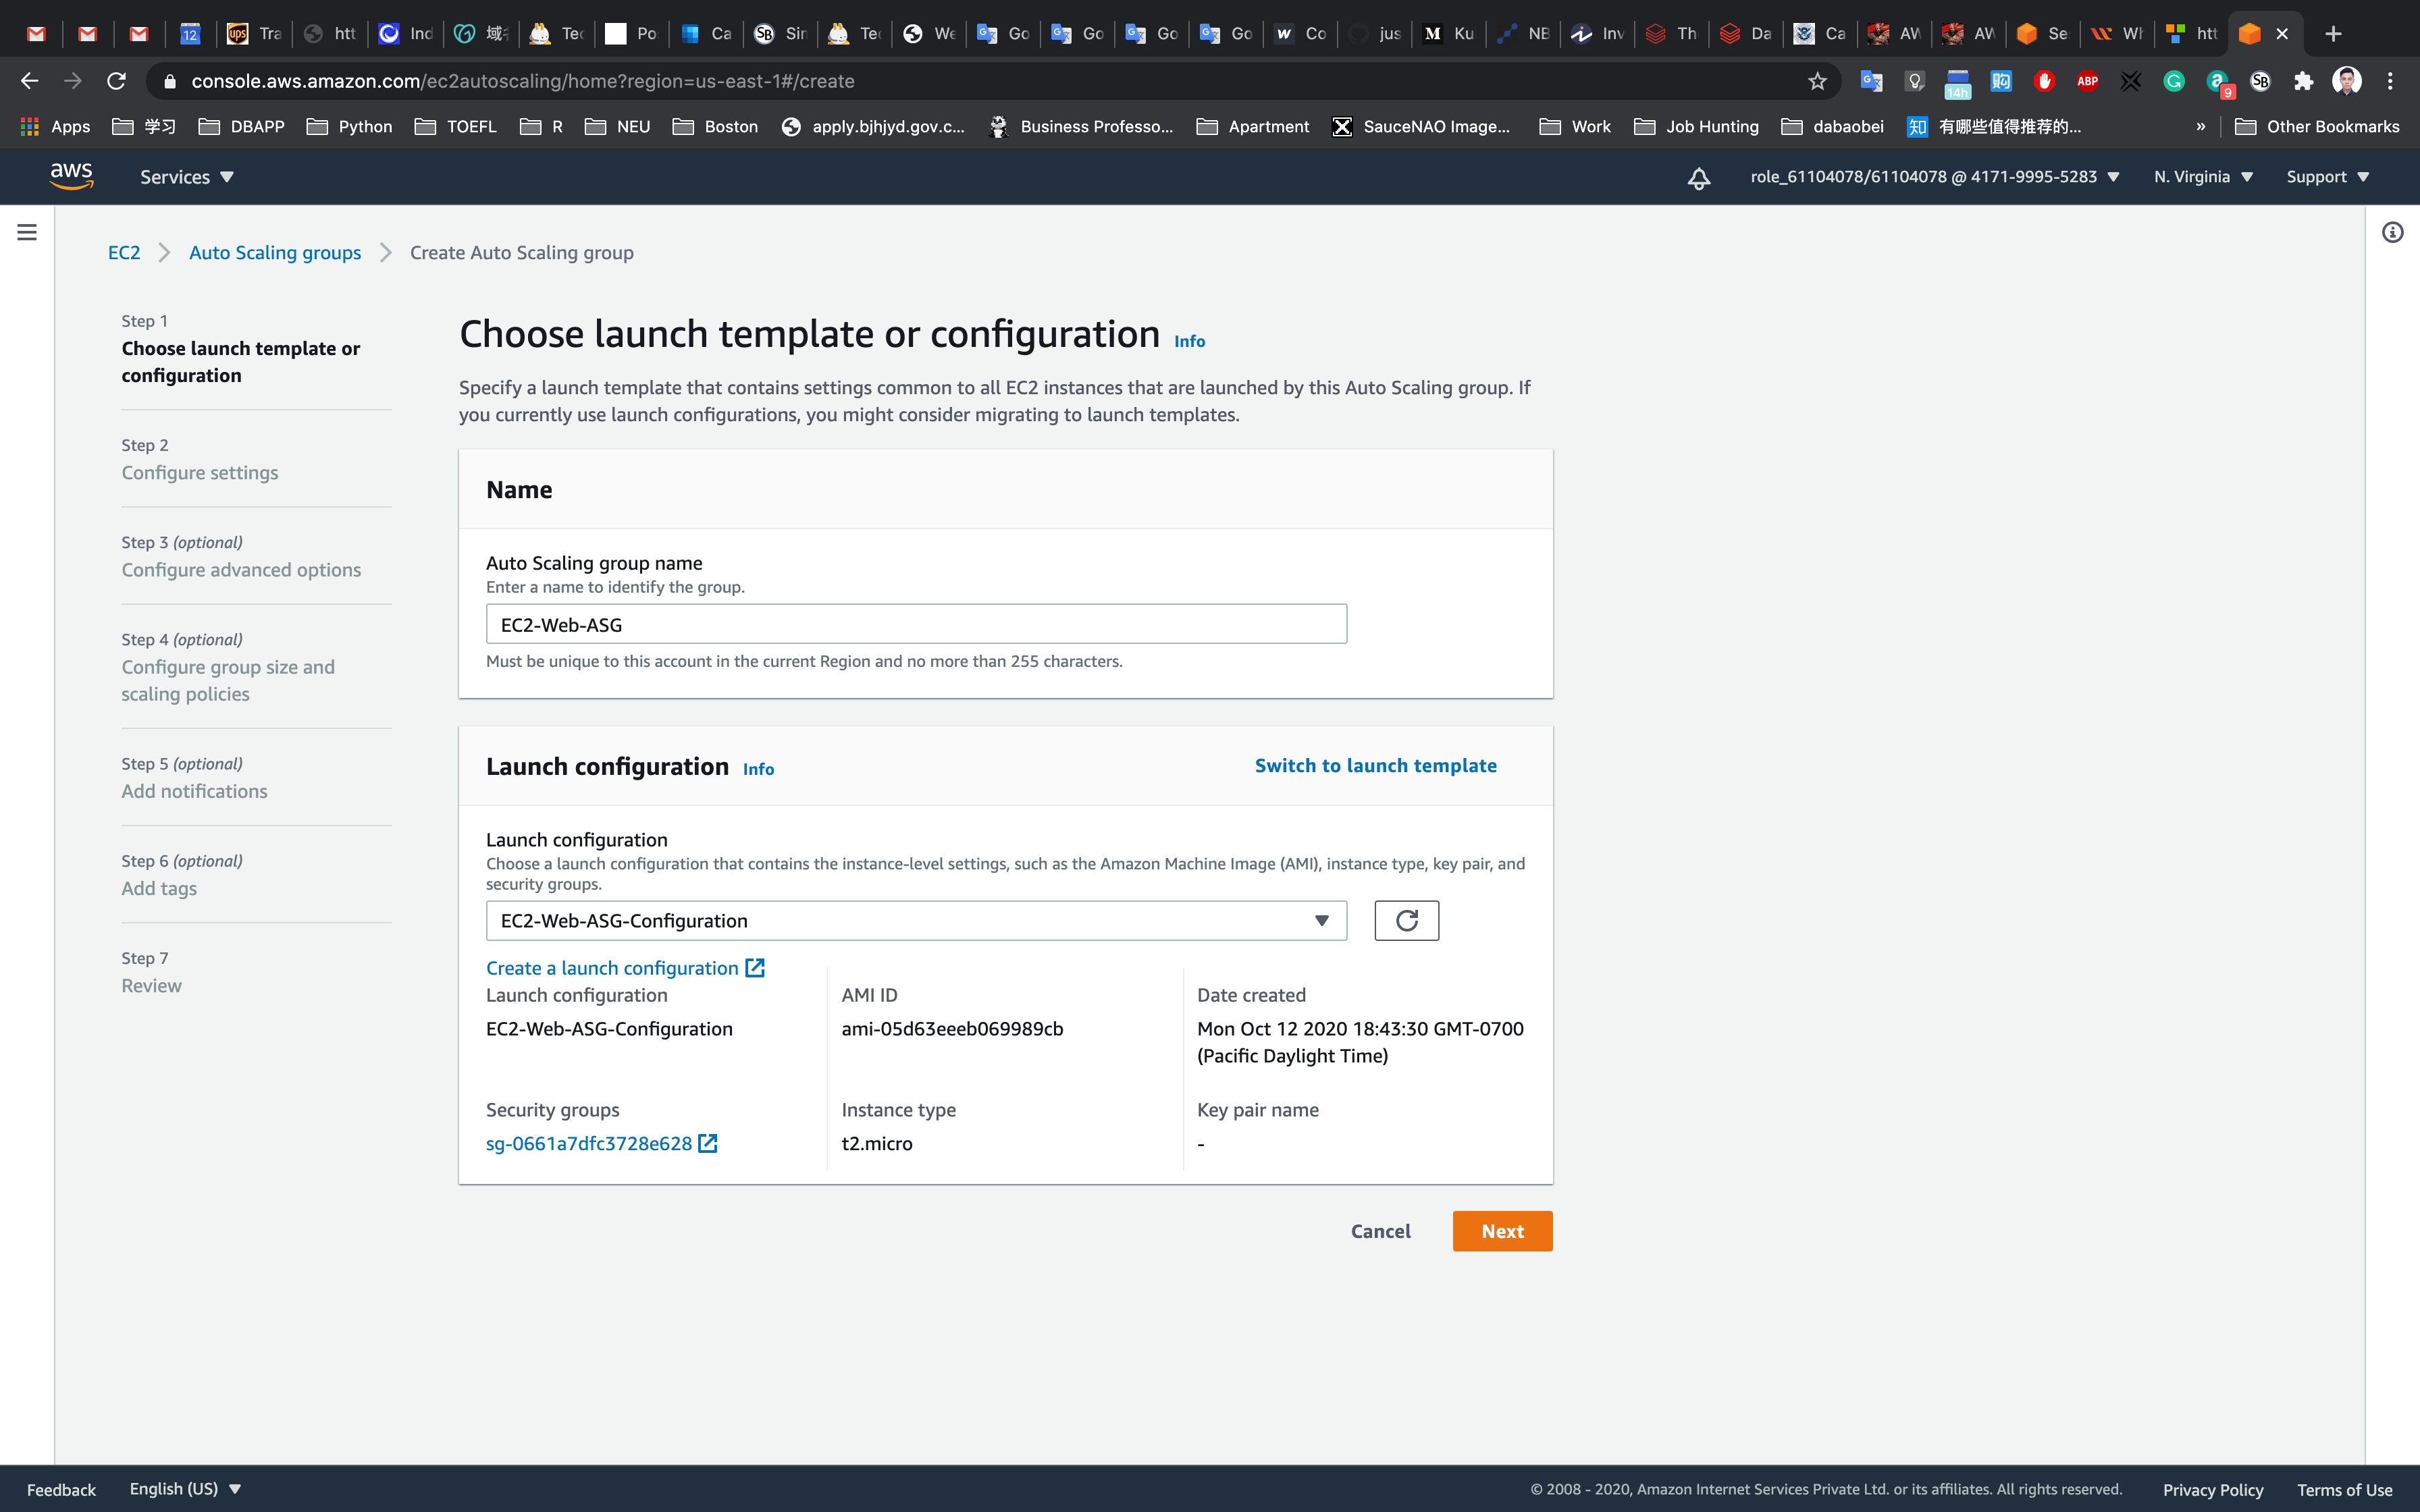 12 Tra htt Ind 域名 Tec Po Ca Sin Tec We Go Go Go Go Co jus Ku NB Inv Th Da Ca AW AW Se Wh htt
console.aws.amazon.com/ec2autoscaling/home?region=us-east-1#/create
14h 购 ABP 9
Apps 学习 DBAPP Python TOEFL R NEU Boston apply.bjhjyd.gov.c... Business Professo... Apartment SauceNAO Image... Work Job Hunting dabaobei 知 有哪些值得推荐的... » Other Bookmarks
aws Services role_61104078/61104078 @ 4171-9995-5283 N. Virginia Support
EC2 Auto Scaling groups Create Auto Scaling group
Step 1
Choose launch template or
configuration
Step 2
Configure settings
Step 3 (optional)
Configure advanced options
Step 4 (optional)
Configure group size and
scaling policies
Step 5 (optional)
Add notifications
Step 6 (optional)
Add tags
Step 7
Review
Choose launch template or configuration Info
Specify a launch template that contains settings common to all EC2 instances that are launched by this Auto Scaling group. If
you currently use launch configurations, you might consider migrating to launch templates.
Name
Auto Scaling group name
Enter a name to identify the group.
EC2-Web-ASG
Must be unique to this account in the current Region and no more than 255 characters.
Launch configuration Info Switch to launch template
Launch configuration
Choose a launch configuration that contains the instance-level settings, such as the Amazon Machine Image (AMI), instance type, key pair, and
security groups.
EC2-Web-ASG-Configuration
Create a launch configuration
Launch configuration AMI ID Date created
EC2-Web-ASG-Configuration ami-05d63eeeb069989cb Mon Oct 12 2020 18:43:30 GMT-0700
(Pacific Daylight Time)
Security groups Instance type Key pair name
sg-0661a7dfc3728e628 t2.micro -
Cancel Next
Feedback English (US) © 2008 - 2020, Amazon Internet Services Private Ltd. or its affiliates. All rights reserved. Privacy Policy Terms of Use